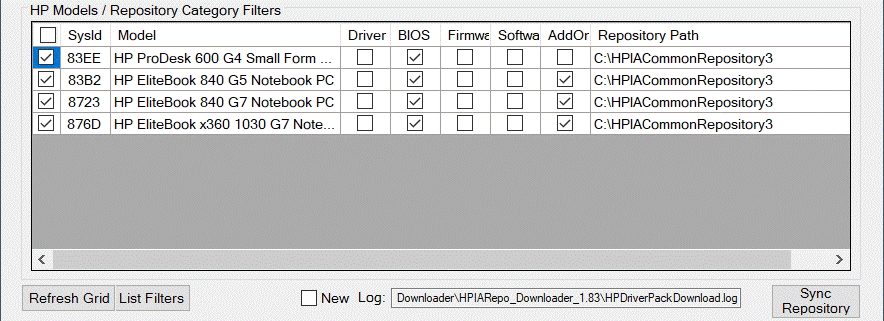 HP Models / Repository Category Filters
SysId Model Driver BIOS Firmwa Softwa AddOn Repository Path
83EE HP ProDesk 600 G4 Small Form ... C:\HPIACommonRepository3
83B2 HP EliteBook 840 G5 Notebook PC C:\HPIACommonRepository3
8723 HP EliteBook 840 G7 Notebook PC C:\HPIACommonRepository3
876D HP EliteBook x360 1030 G7 Note... C:\HPIACommonRepository3
Refresh Grid List Filters New Log: Downloader\HPIARepo_Downloader_1.83\HPDriverPackDownload.log Sync
Repository